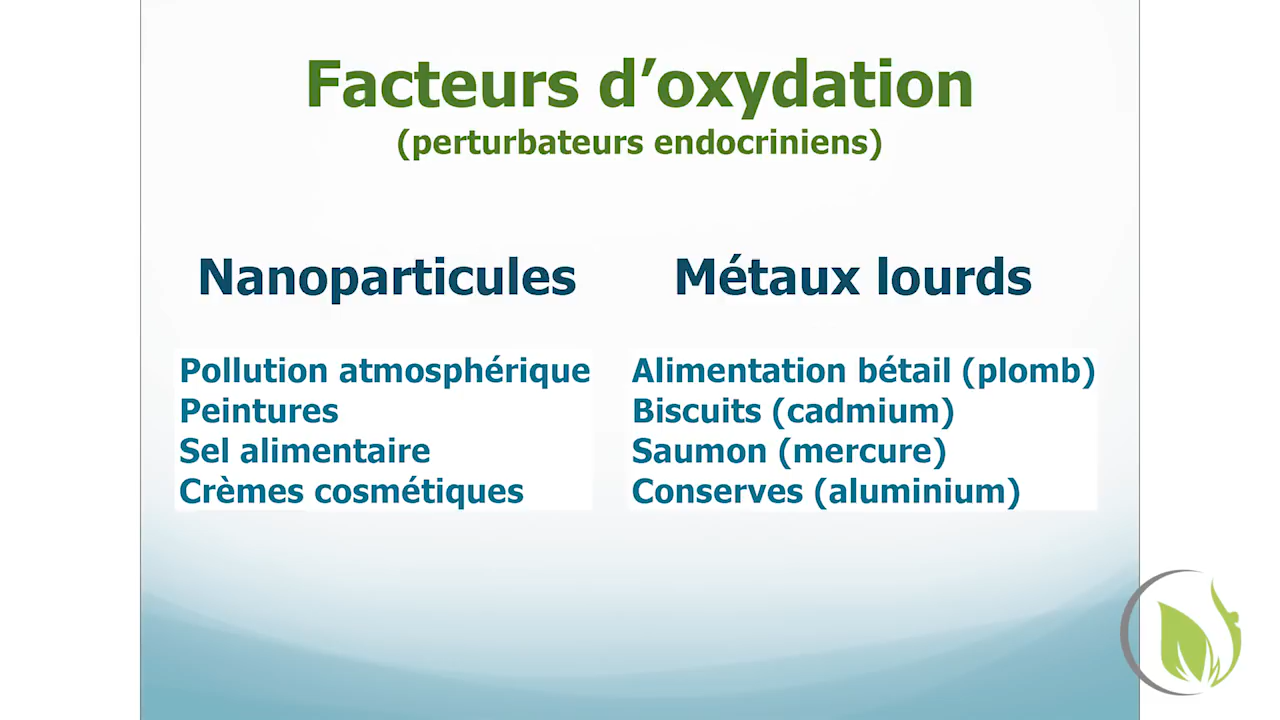 Facteurs d’oxydation
(perturbateurs endocriniens)
Nanoparticules
Pollution atmosphérique
Peintures
Sel alimentaire
Crèmes cosmétiques
Métaux lourds
Alimentation bétail (plomb)
Biscuits (cadmium)
Saumon (mercure)
Conserves (aluminium)